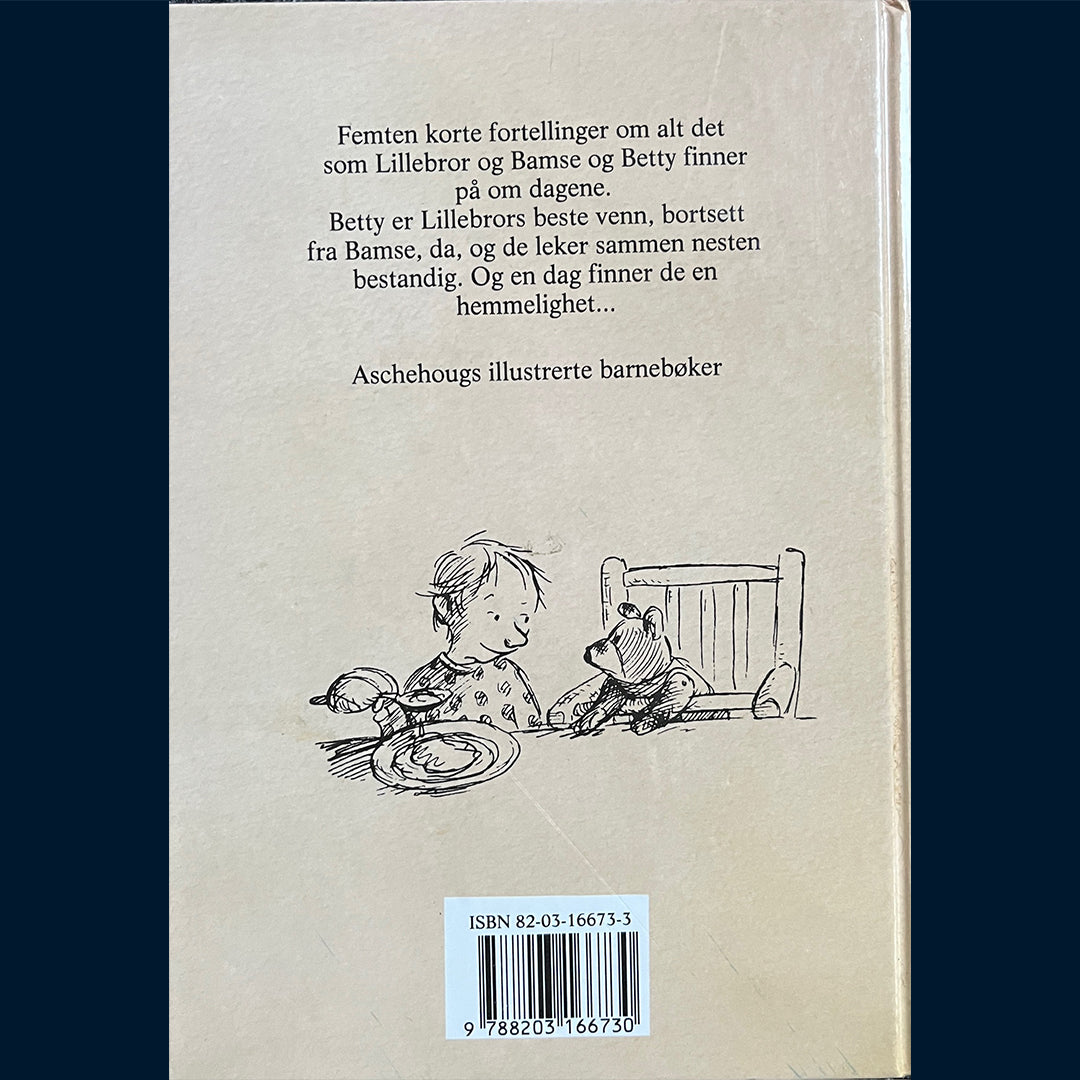 Femten korte fortellinger om alt det
som Lillebror og Bamse og Betty finner
på om dagene.
Betty er Lillebrors beste venn, bortsett
fra Bamse, da, og de leker sammen nesten
bestandig. Og en dag finner de en
hemmelighet...
Aschehougs illustrerte barnebøker
ISBN 82-03-16673-3
9 788203 166730